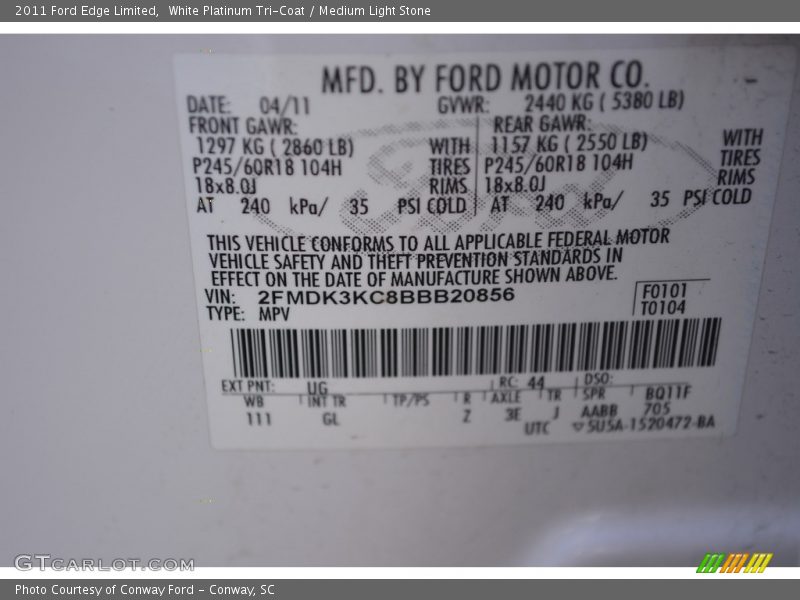 2011 Ford Edge Limited,  White Platinum Tri-Coat / Medium Light Stone
MFD. BY FORD MOTOR CO.
DATE: 04/11 GVWR: 2440 KG ( 5380 LB)
FRONT GAWR: REAR GAWR:
1297 KG ( 2860 LB) WITH 1157 KG ( 2550 LB) WITH
P245/60R18 104H TIRES P245/60R18 104H TIRES
18x8.0J RIMS 18x8.0J RIMS
AT 240 kPa/ 35 PSI COLD AT 240 kPa/ 35 PSI COLD
THIS VEHICLE CONFORMS TO ALL APPLICABLE FEDERAL MOTOR
VEHICLE SAFETY AND THEFT PREVENTION STANDARDS IN
EFFECT ON THE DATE OF MANUFACTURE SHOWN ABOVE.
VIN: 2FMDK3KC8BBB20856 F0101
TYPE: MPV T0104
EXT PNT: UG RC: 44 DSO:
WB INT TR TP/PS R AXLE TR SPR BQ11F
111 GL Z 3E J AABB 705
UTC 5U5A-1520472-BA
GTCARLOT.COM
Photo Courtesy of Conway Ford - Conway, SC